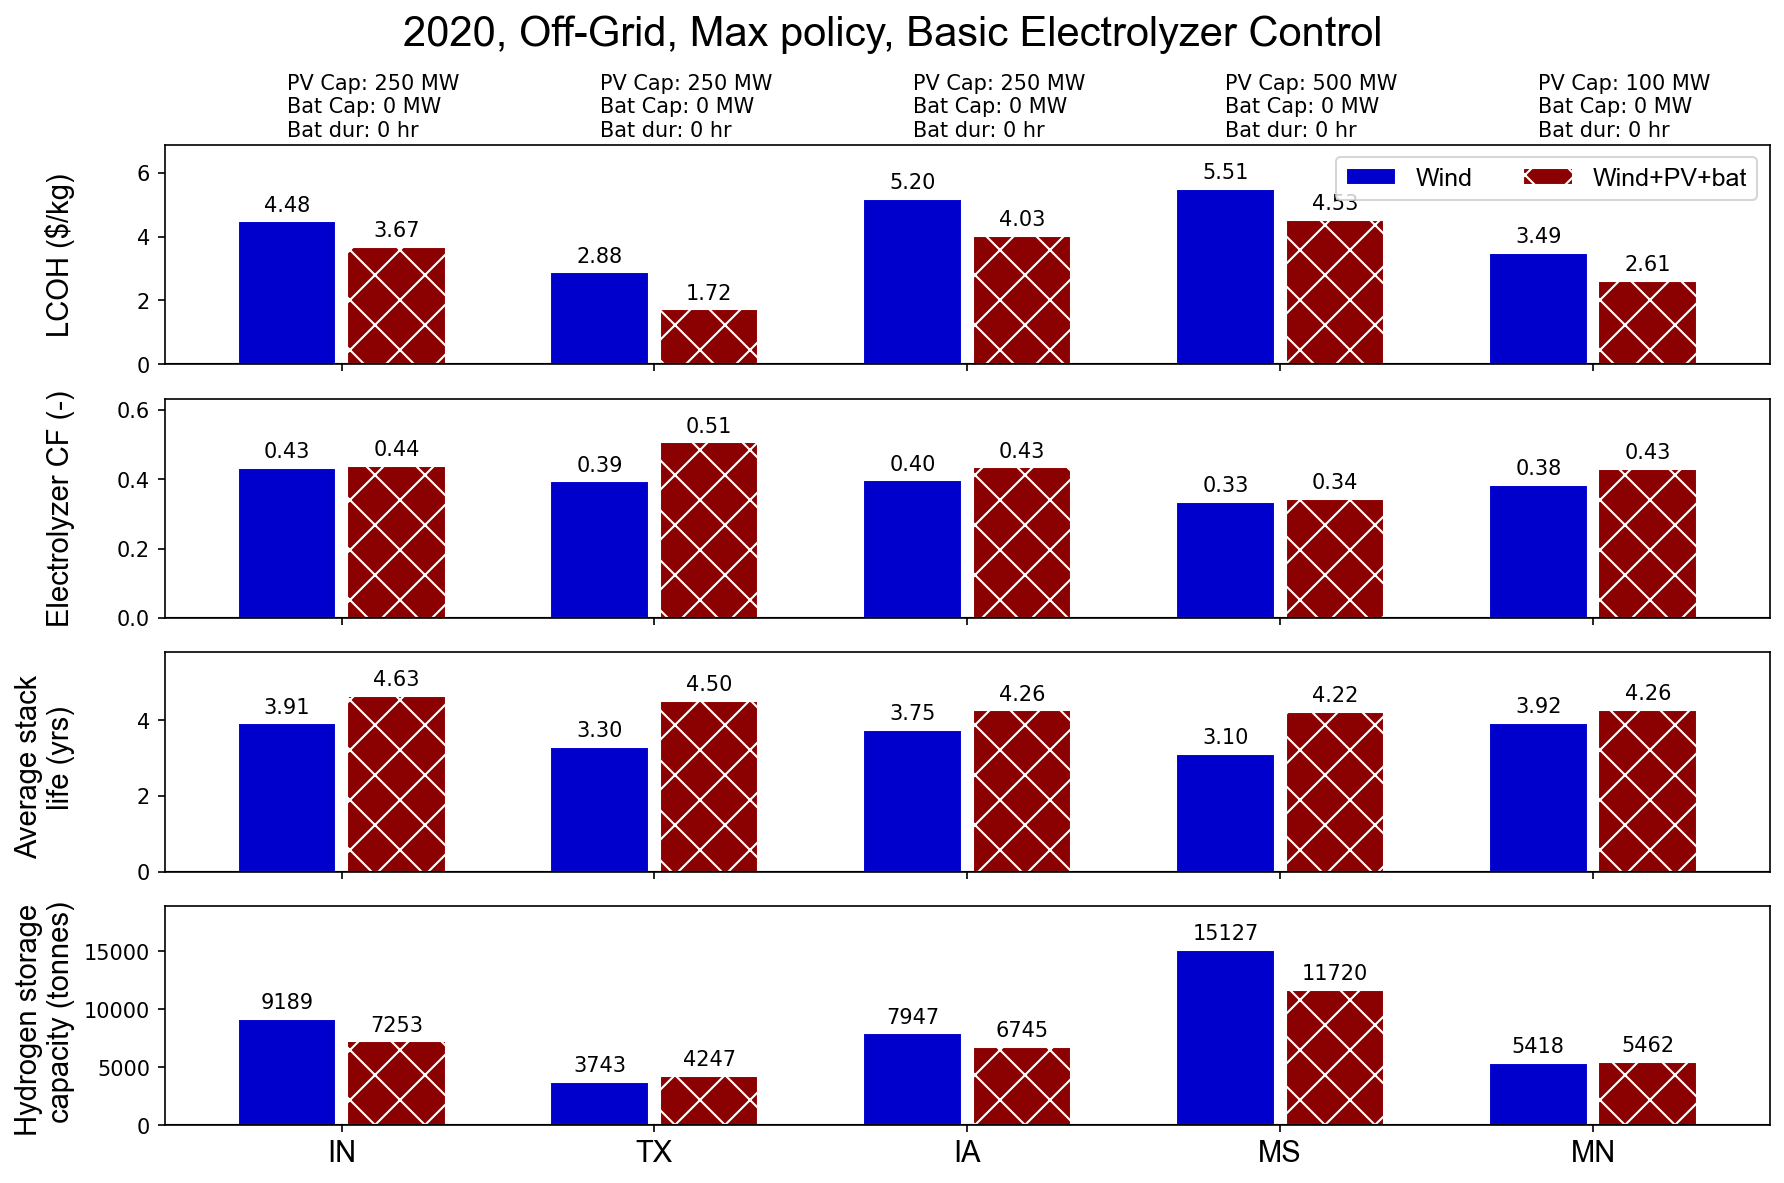 2020, Off-Grid, Max policy, Basic Electrolyzer Control
PV Cap: 250 MW
Bat Cap: 0 MW
Bat dur: 0 hr
PV Cap: 250 MW
Bat Cap: 0 MW
Bat dur: 0 hr
PV Cap: 250 MW
Bat Cap: 0 MW
Bat dur: 0 hr
PV Cap: 500 MW
Bat Cap: 0 MW
Bat dur: 0 hr
PV Cap: 100 MW
Bat Cap: 0 MW
Bat dur: 0 hr
LCOH ($/kg)
6
4
2
0
Wind
Wind+PV+bat
4.48
3.67
2.88
1.72
5.20
4.03
5.51
4.53
3.49
2.61
Electrolyzer CF (-)
0.6
0.4
0.2
0.0
0.43
0.44
0.39
0.51
0.40
0.43
0.33
0.34
0.38
0.43
Average stack
life (yrs)
4
2
0
3.91
4.63
3.30
4.50
3.75
4.26
3.10
4.22
3.92
4.26
Hydrogen storage
capacity (tonnes)
15000
10000
5000
0
9189
7253
3743
4247
7947
6745
15127
11720
5418
5462
IN
TX
IA
MS
MN